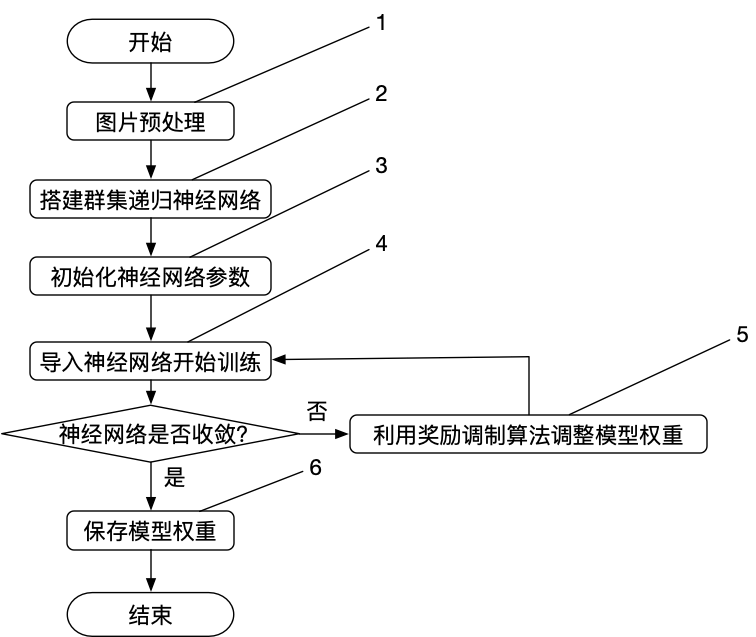 1
开始
2
图片预处理
3
搭建群集递归神经网络
4
初始化神经网络参数
5
导入神经网络开始训练
否
神经网络是否收敛?
利用奖励调制算法调整模型权重
是
6
保存模型权重
结束